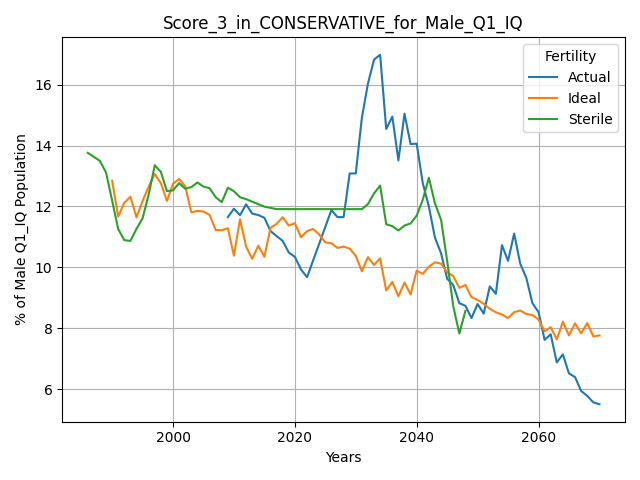 Score_3_in_CONSERVATIVE_for_Male_Q1_IQ
Fertility
Actual
Ideal
Sterile
% of Male Q1_IQ Population
16
14
12
10
8
6
2000
2020
2040
2060
Years